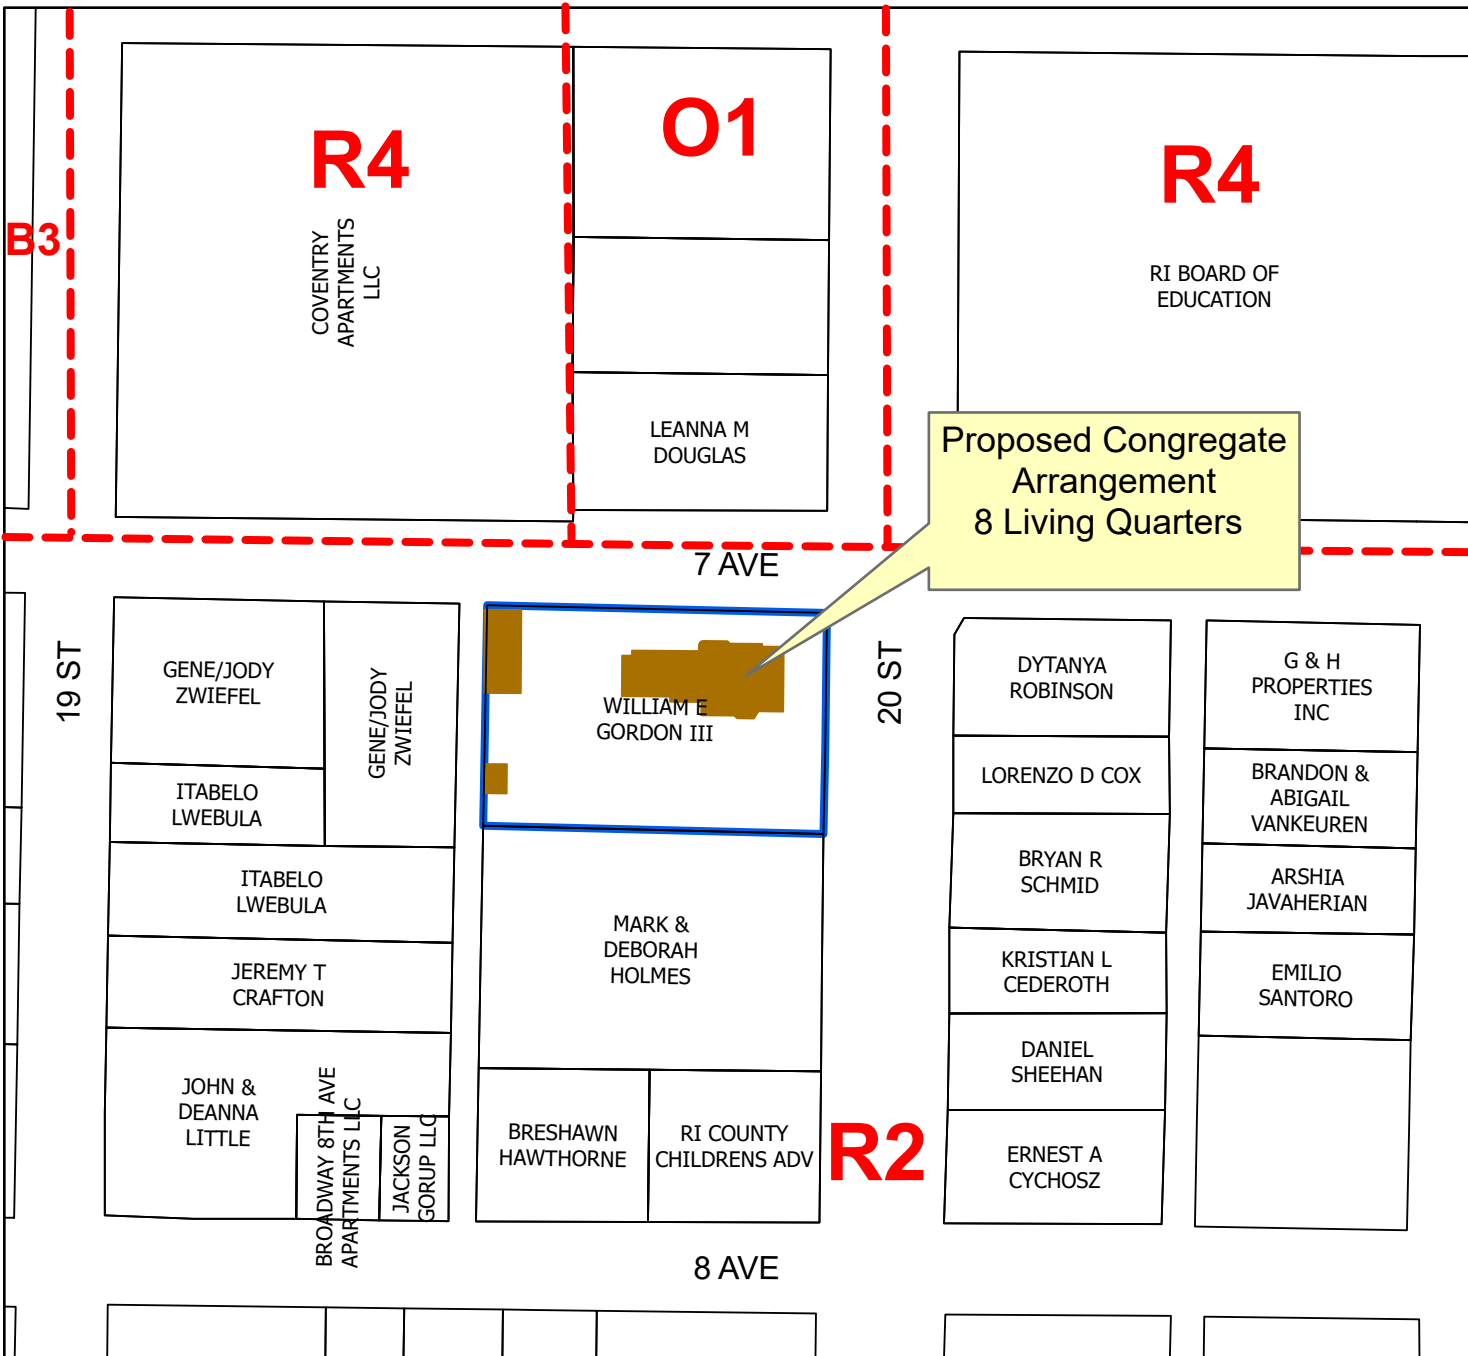 R4
O1
R4
B3
COVENTRY
APARTMENTS
LLC
RI BOARD OF
EDUCATION
LEANNA M
DOUGLAS
Proposed Congregate
Arrangement
8 Living Quarters
7 AVE
19 ST
20 ST
GENE/JODY
ZWIEFEL
GENE/JODY
ZWIEFEL
WILLIAM E
GORDON III
DYTANYA
ROBINSON
G & H
PROPERTIES
INC
ITABELO
LWEBULA
LORENZO D COX
BRANDON &
ABIGAIL
VANKEUREN
ITABELO
LWEBULA
BRYAN R
SCHMID
ARSHIA
JAVAHERIAN
MARK &
DEBORAH
HOLMES
JEREMY T
CRAFTON
KRISTIAN L
CEDEROTH
EMILIO
SANTORO
JOHN &
DEANNA
LITTLE
BROADWAY 8TH AVE
APARTMENTS LLC
JACKSON
GORUP LLC
BRESHAWN
HAWTHORNE
RI COUNTY
CHILDRENS ADV
R2
DANIEL
SHEEHAN
ERNEST A
CYCHOSZ
8 AVE